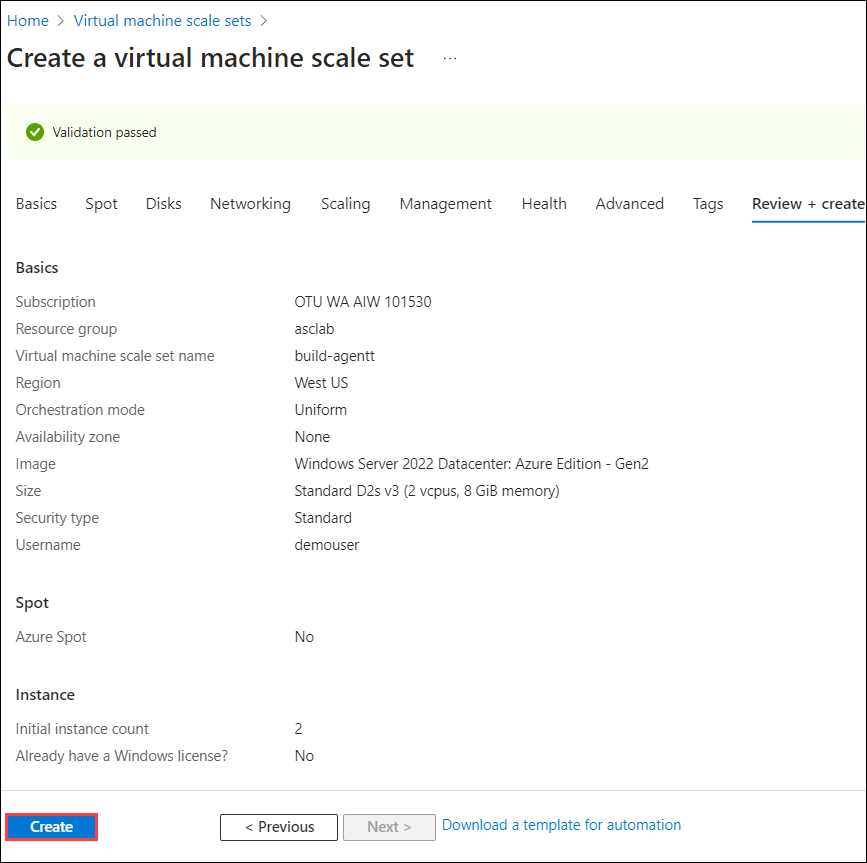 Home > Virtual machine scale sets >
Create a virtual machine scale set ...
Validation passed
Basics Spot Disks Networking Scaling Management Health Advanced Tags Review + create
Basics
Subscription OTU WA AIW 101530
Resource group asclab
Virtual machine scale set name build-agentt
Region West US
Orchestration mode Uniform
Availability zone None
Image Windows Server 2022 Datacenter: Azure Edition - Gen2
Size Standard D2s v3 (2 vcpus, 8 GiB memory)
Security type Standard
Username demouser
Spot
Azure Spot No
Instance
Initial instance count 2
Already have a Windows license? No
Create < Previous Next > Download a template for automation